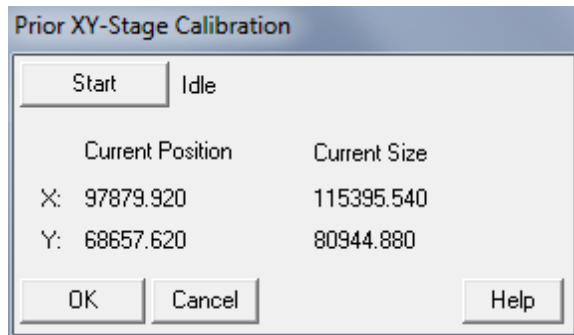 Prior XY-Stage Calibration
Start Idle
Current Position Current Size
X: 97879.920 115395.540
Y: 68657.620 80944.880
OK Cancel Help